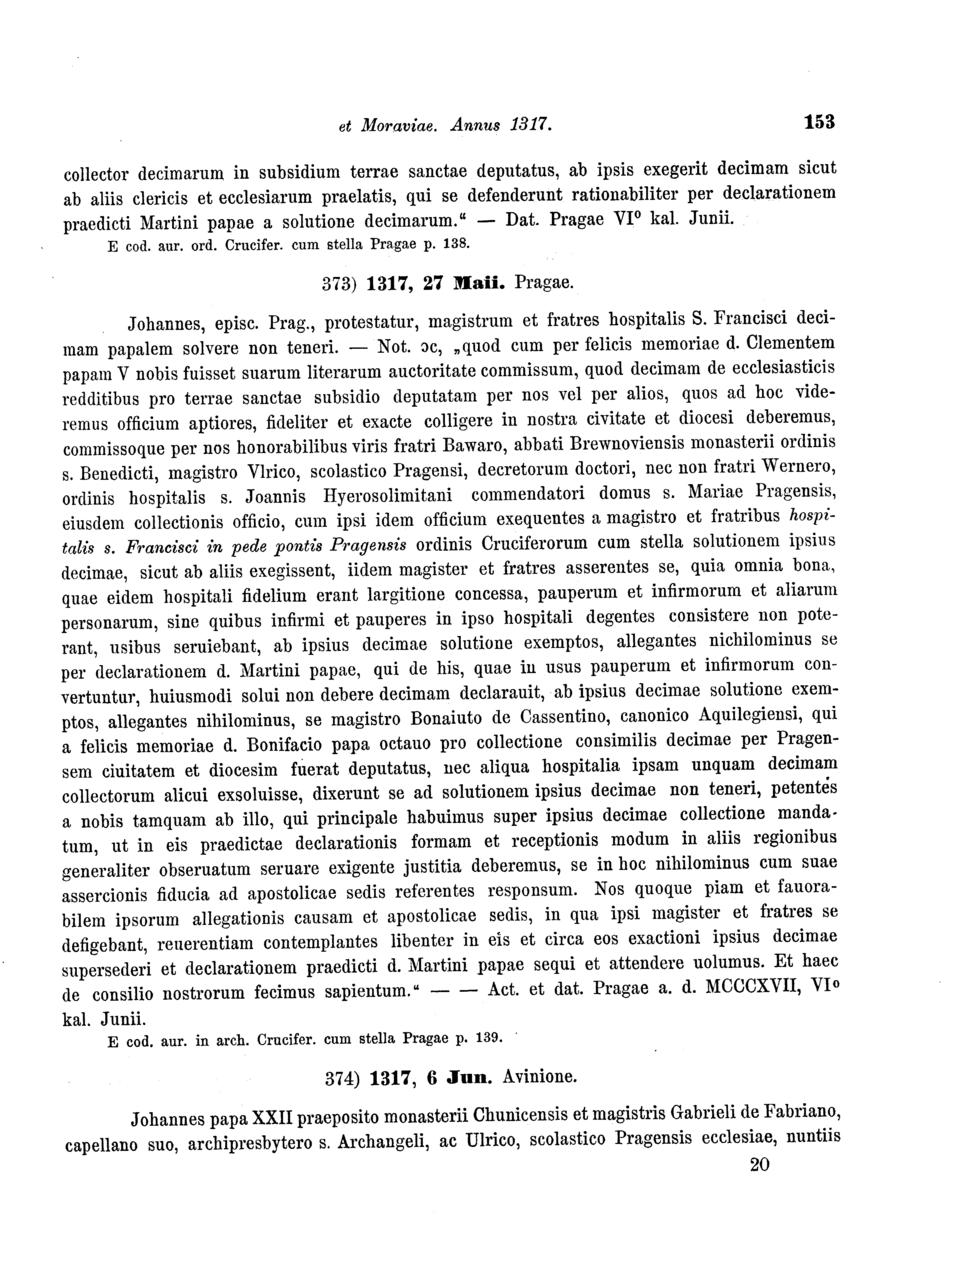 et Moraviae. Annus 1317. 153
collector decimarum in subsidium terrae sanctae deputatus, ab ipsis exegerit decimam sicut
ab aliis clericis et ecclesiarum praelatis, qui se defenderunt rationabiliter per declarationem
praedicti Martini papae a solutione decimarum.“ — Dat. Pragae VI⁰ kal. Junii.
E cod. aur. ord. Crucifer. cum stella Pragae p. 138.
373) 1317, 27 Maii. Pragae.
Johannes, episc. Prag., protestatur, magistrum et fratres hospitalis S. Francisci deci-
mam papalem solvere non teneri. — Not. ɔc, „quod cum per felicis memoriae d. Clementem
papam V nobis fuisset suarum literarum auctoritate commissum, quod decimam de ecclesiasticis
redditibus pro terrae sanctae subsidio deputatam per nos vel per alios, quos ad hoc vide-
remus officium aptiores, fideliter et exacte colligere in nostra civitate et diocesi deberemus,
commissoque per nos honorabilibus viris fratri Bawaro, abbati Brewnoviensis monasterii ordinis
s. Benedicti, magistro Vlrico, scolastico Pragensi, decretorum doctori, nec non fratri Wernero,
ordinis hospitalis s. Joannis Hyerosolimitani commendatori domus s. Mariae Pragensis,
eiusdem collectionis officio, cum ipsi idem officium exequentes a magistro et fratribus hospi-
talis s. Francisci in pede pontis Pragensis ordinis Cruciferorum cum stella solutionem ipsius
decimae, sicut ab aliis exegissent, iidem magister et fratres asserentes se, quia omnia bona,
quae eidem hospitali fidelium erant largitione concessa, pauperum et infirmorum et aliarum
personarum, sine quibus infirmi et pauperes in ipso hospitali degentes consistere non pote-
rant, usibus seruiebant, ab ipsius decimae solutione exemptos, allegantes nichilominus se
per declarationem d. Martini papae, qui de his, quae in usus pauperum et infirmorum con-
vertuntur, huiusmodi solui non debere decimam declarauit, ab ipsius decimae solutione exem-
ptos, allegantes nihilominus, se magistro Bonaiuto de Cassentino, canonico Aquilegiensi, qui
a felicis memoriae d. Bonifacio papa octauo pro collectione consimilis decimae per Pragen-
sem ciuitatem et diocesim fuerat deputatus, nec aliqua hospitalia ipsam unquam decimam
collectorum alicui exsoluisse, dixerunt se ad solutionem ipsius decimae non teneri, petentes
a nobis tamquam ab illo, qui principale habuimus super ipsius decimae collectione manda-
tum, ut in eis praedictae declarationis formam et receptionis modum in aliis regionibus
generaliter obseruatum seruare exigente justitia deberemus, se in hoc nihilominus cum suae
assercionis fiducia ad apostolicae sedis referentes responsum. Nos quoque piam et fauora-
bilem ipsorum allegationis causam et apostolicae sedis, in qua ipsi magister et fratres se
defigebant, reuerentiam contemplantes libenter in eis et circa eos exactioni ipsius decimae
supersederi et declarationem praedicti d. Martini papae sequi et attendere uolumus. Et haec
de consilio nostrorum fecimus sapientum.“ — — Act. et dat. Pragae a. d. MCCCXVII, VI⁰
kal. Junii.
E cod. aur. in arch. Crucifer. cum stella Pragae p. 139.
374) 1317, 6 Jun. Avinione.
Johannes papa XXII praeposito monasterii Chunicensis et magistris Gabrieli de Fabriano,
capellano suo, archipresbytero s. Archangeli, ac Ulrico, scolastico Pragensis ecclesiae, nuntiis
20